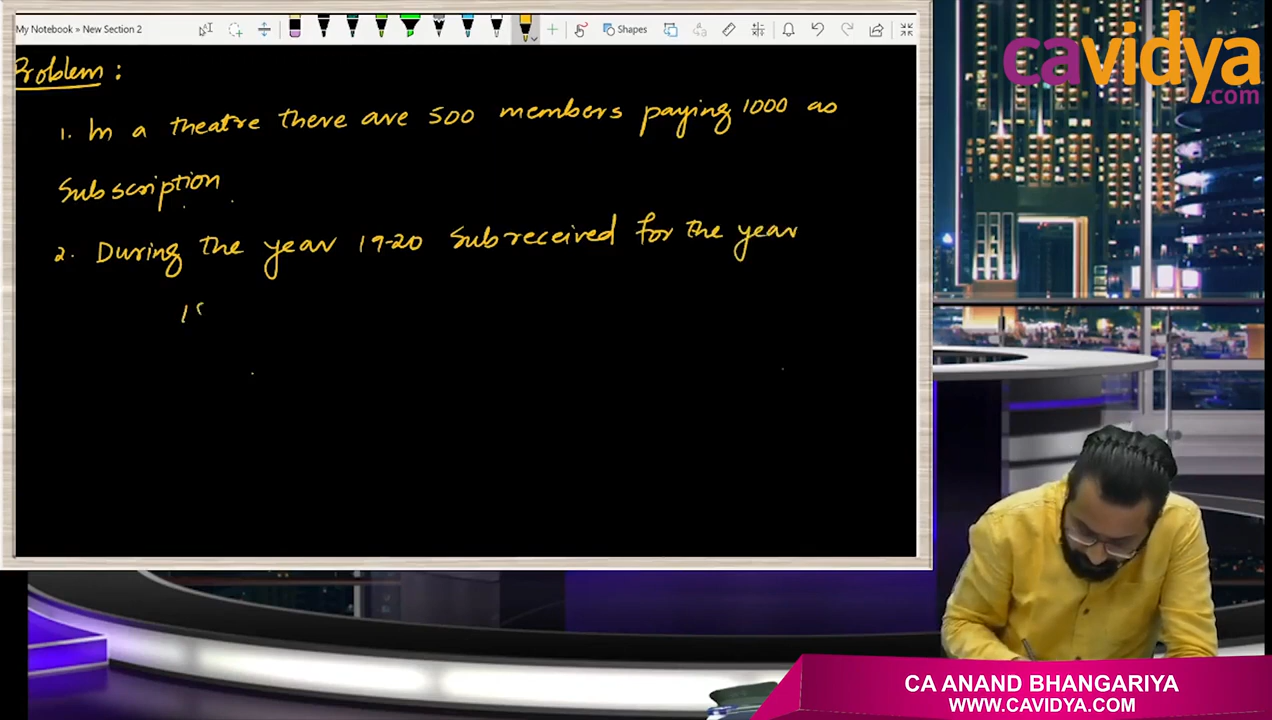 My Notebook » New Section 2
Shapes
Problem :
1. In a theatre there are 500 members paying 1000 as
Subscription
2. During the year 19-20 Sub received for the year
cavidya
.com
CA ANAND BHANGARIYA
WWW.CAVIDYA.COM